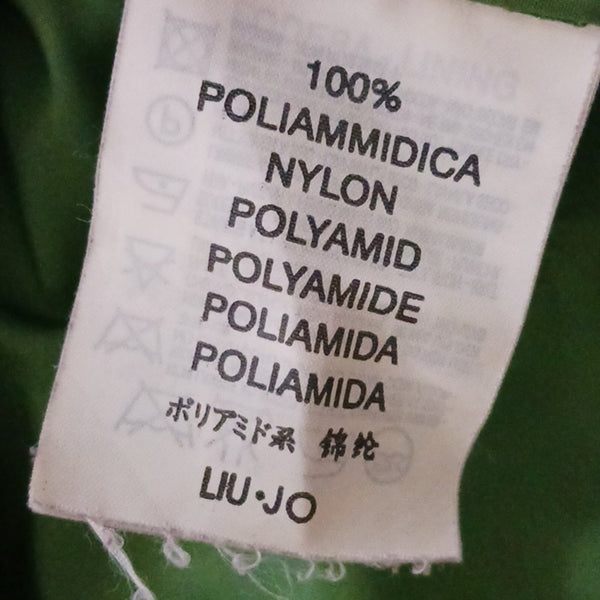 100%
POLIAMMIDICA
NYLON
POLYAMID
POLYAMIDE
POLIAMIDA
POLIAMIDA
ポリアミド系 锦纶
LIU·JO